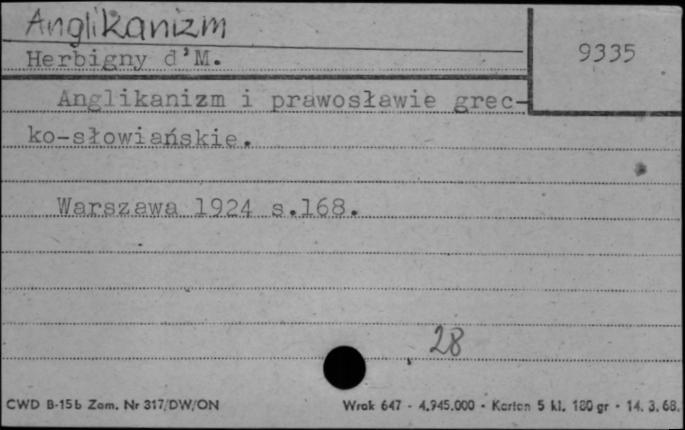 Anglikanizm
9335
Herbigny d'M.
Anglikanizm i prawosławie grec-
ko-słowiańskie.
Warszawa 1924 s.168.
28
CWD B-15b Zam. Nr 317/DW/ON
Wrak 647 - 4.945.000 - Karton 5 kl. 180 gr - 14. 3. 68.